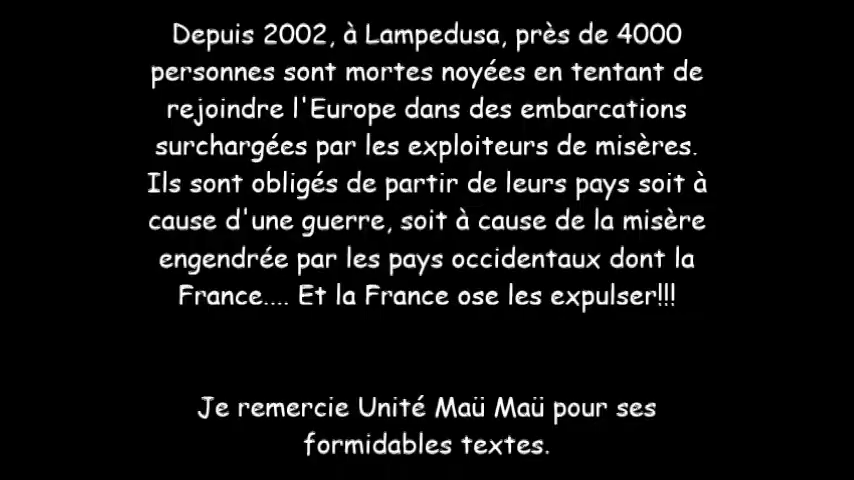 Depuis 2002, à Lampedusa, près de 4000
personnes sont mortes noyées en tentant de
rejoindre l'Europe dans des embarcations
surchargées par les exploiteurs de misères.
Ils sont obligés de partir de leurs pays soit à
cause d'une guerre, soit à cause de la misère
engendrée par les pays occidentaux dont la
France.... Et la France ose les expulser!!!
Je remercie Unité Maü Maü pour ses
formidables textes.